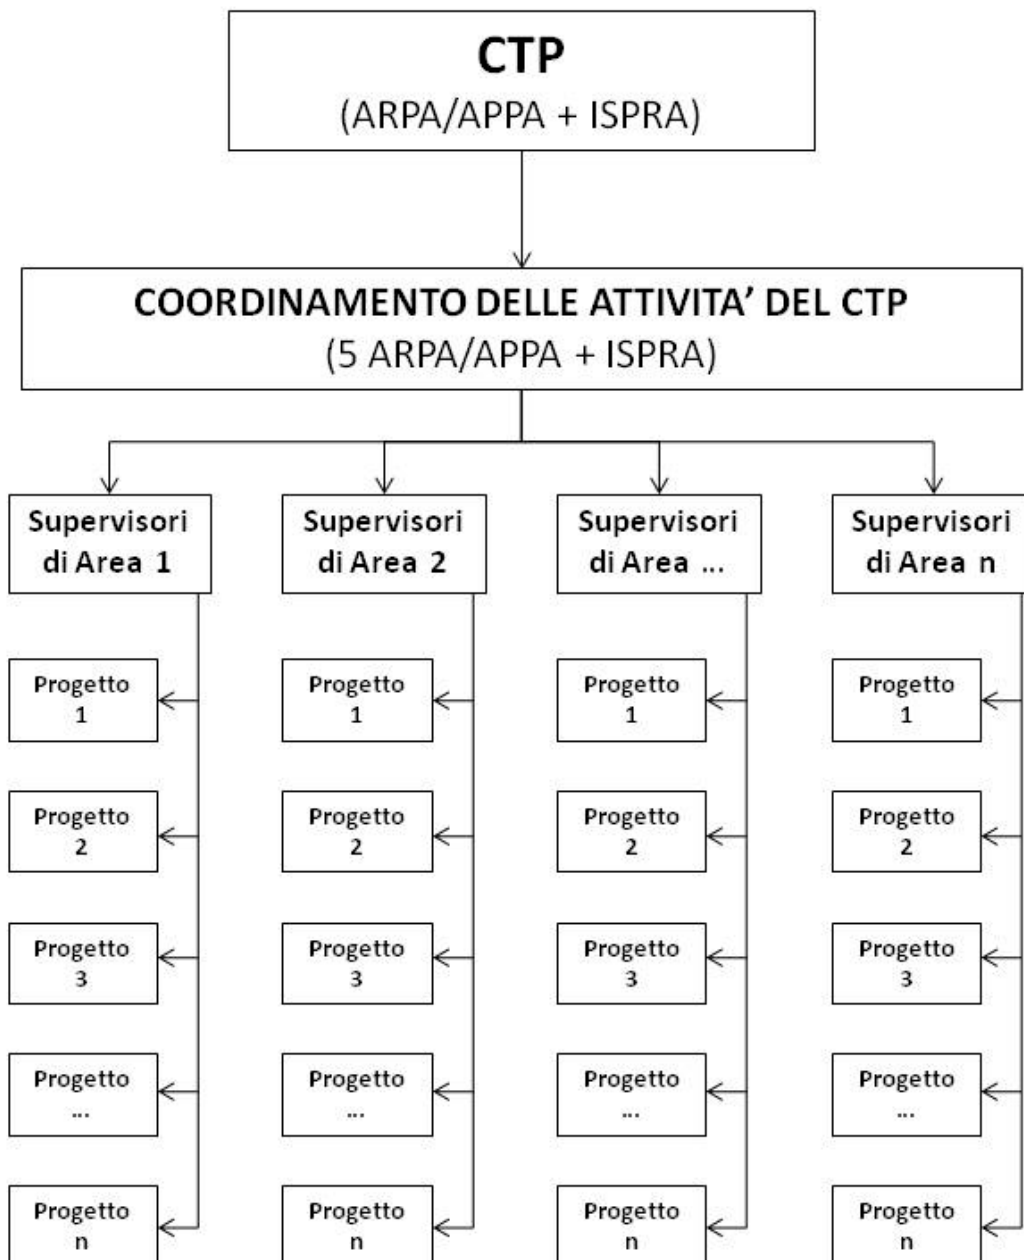 CTP
(ARPA/APPA + ISPRA)
COORDINAMENTO DELLE ATTIVITA’ DEL CTP
(5 ARPA/APPA + ISPRA)
Supervisori
di Area 1
Supervisori
di Area 2
Supervisori
di Area ...
Supervisori
di Area n
Progetto
1
Progetto
1
Progetto
1
Progetto
1
Progetto
2
Progetto
2
Progetto
2
Progetto
2
Progetto
3
Progetto
3
Progetto
3
Progetto
3
Progetto
...
Progetto
...
Progetto
...
Progetto
...
Progetto
n
Progetto
n
Progetto
n
Progetto
n